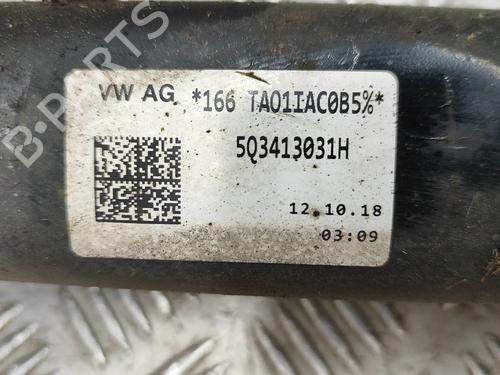 B-PARTS
VW AG *166 TA01IAC0B5%*
5Q3413031H
12.10.18
03:09